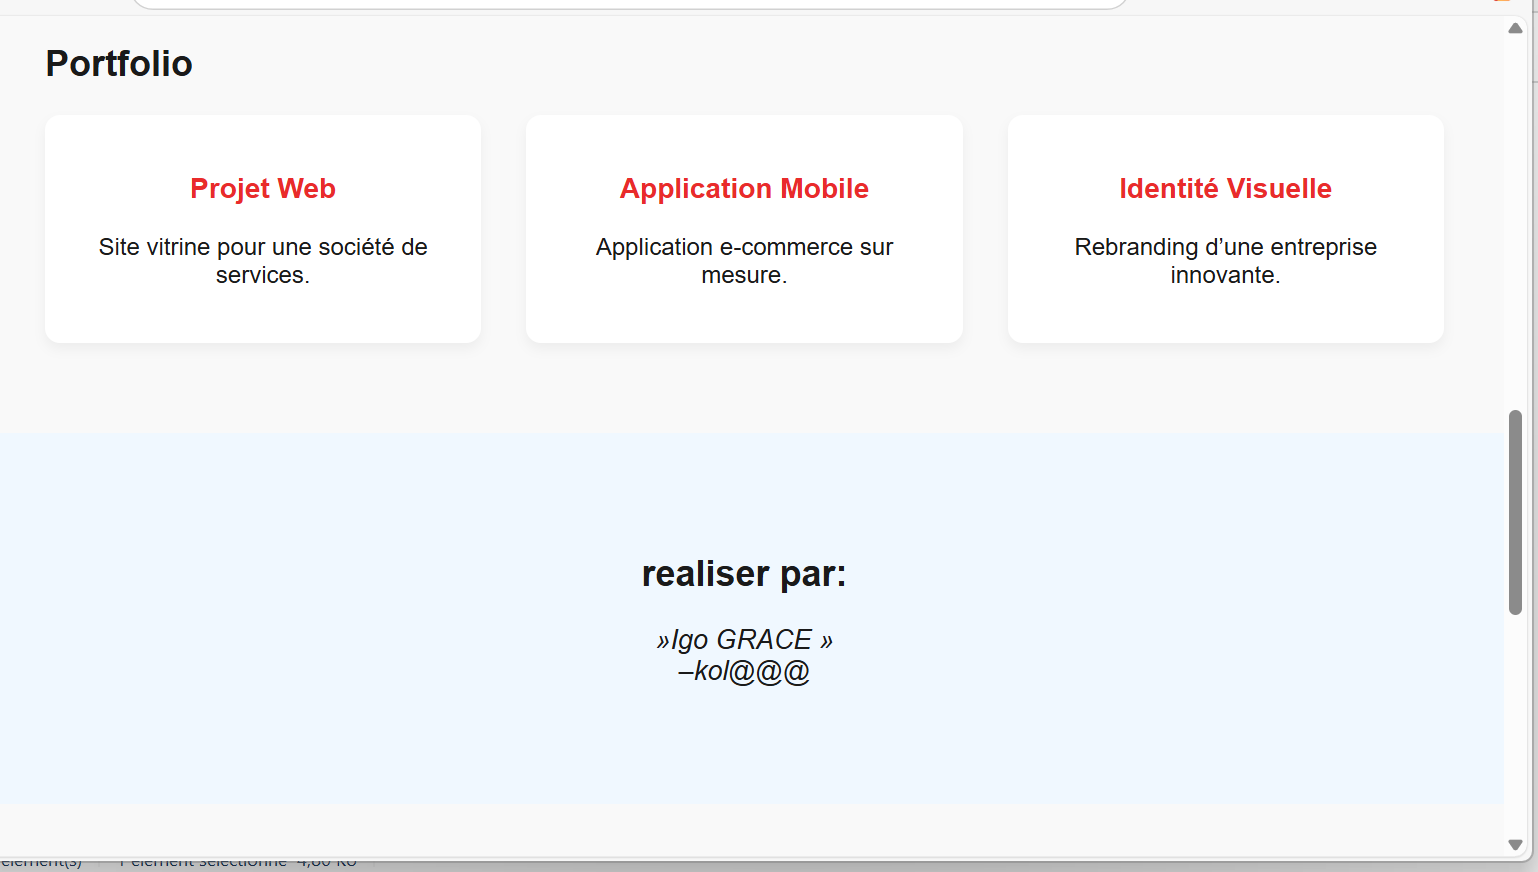 Portfolio
Projet Web
Site vitrine pour une société de
services.
Application Mobile
Application e-commerce sur
mesure.
Identité Visuelle
Rebranding d’une entreprise
innovante.
realiser par:
»Igo GRACE »
–kol@@@